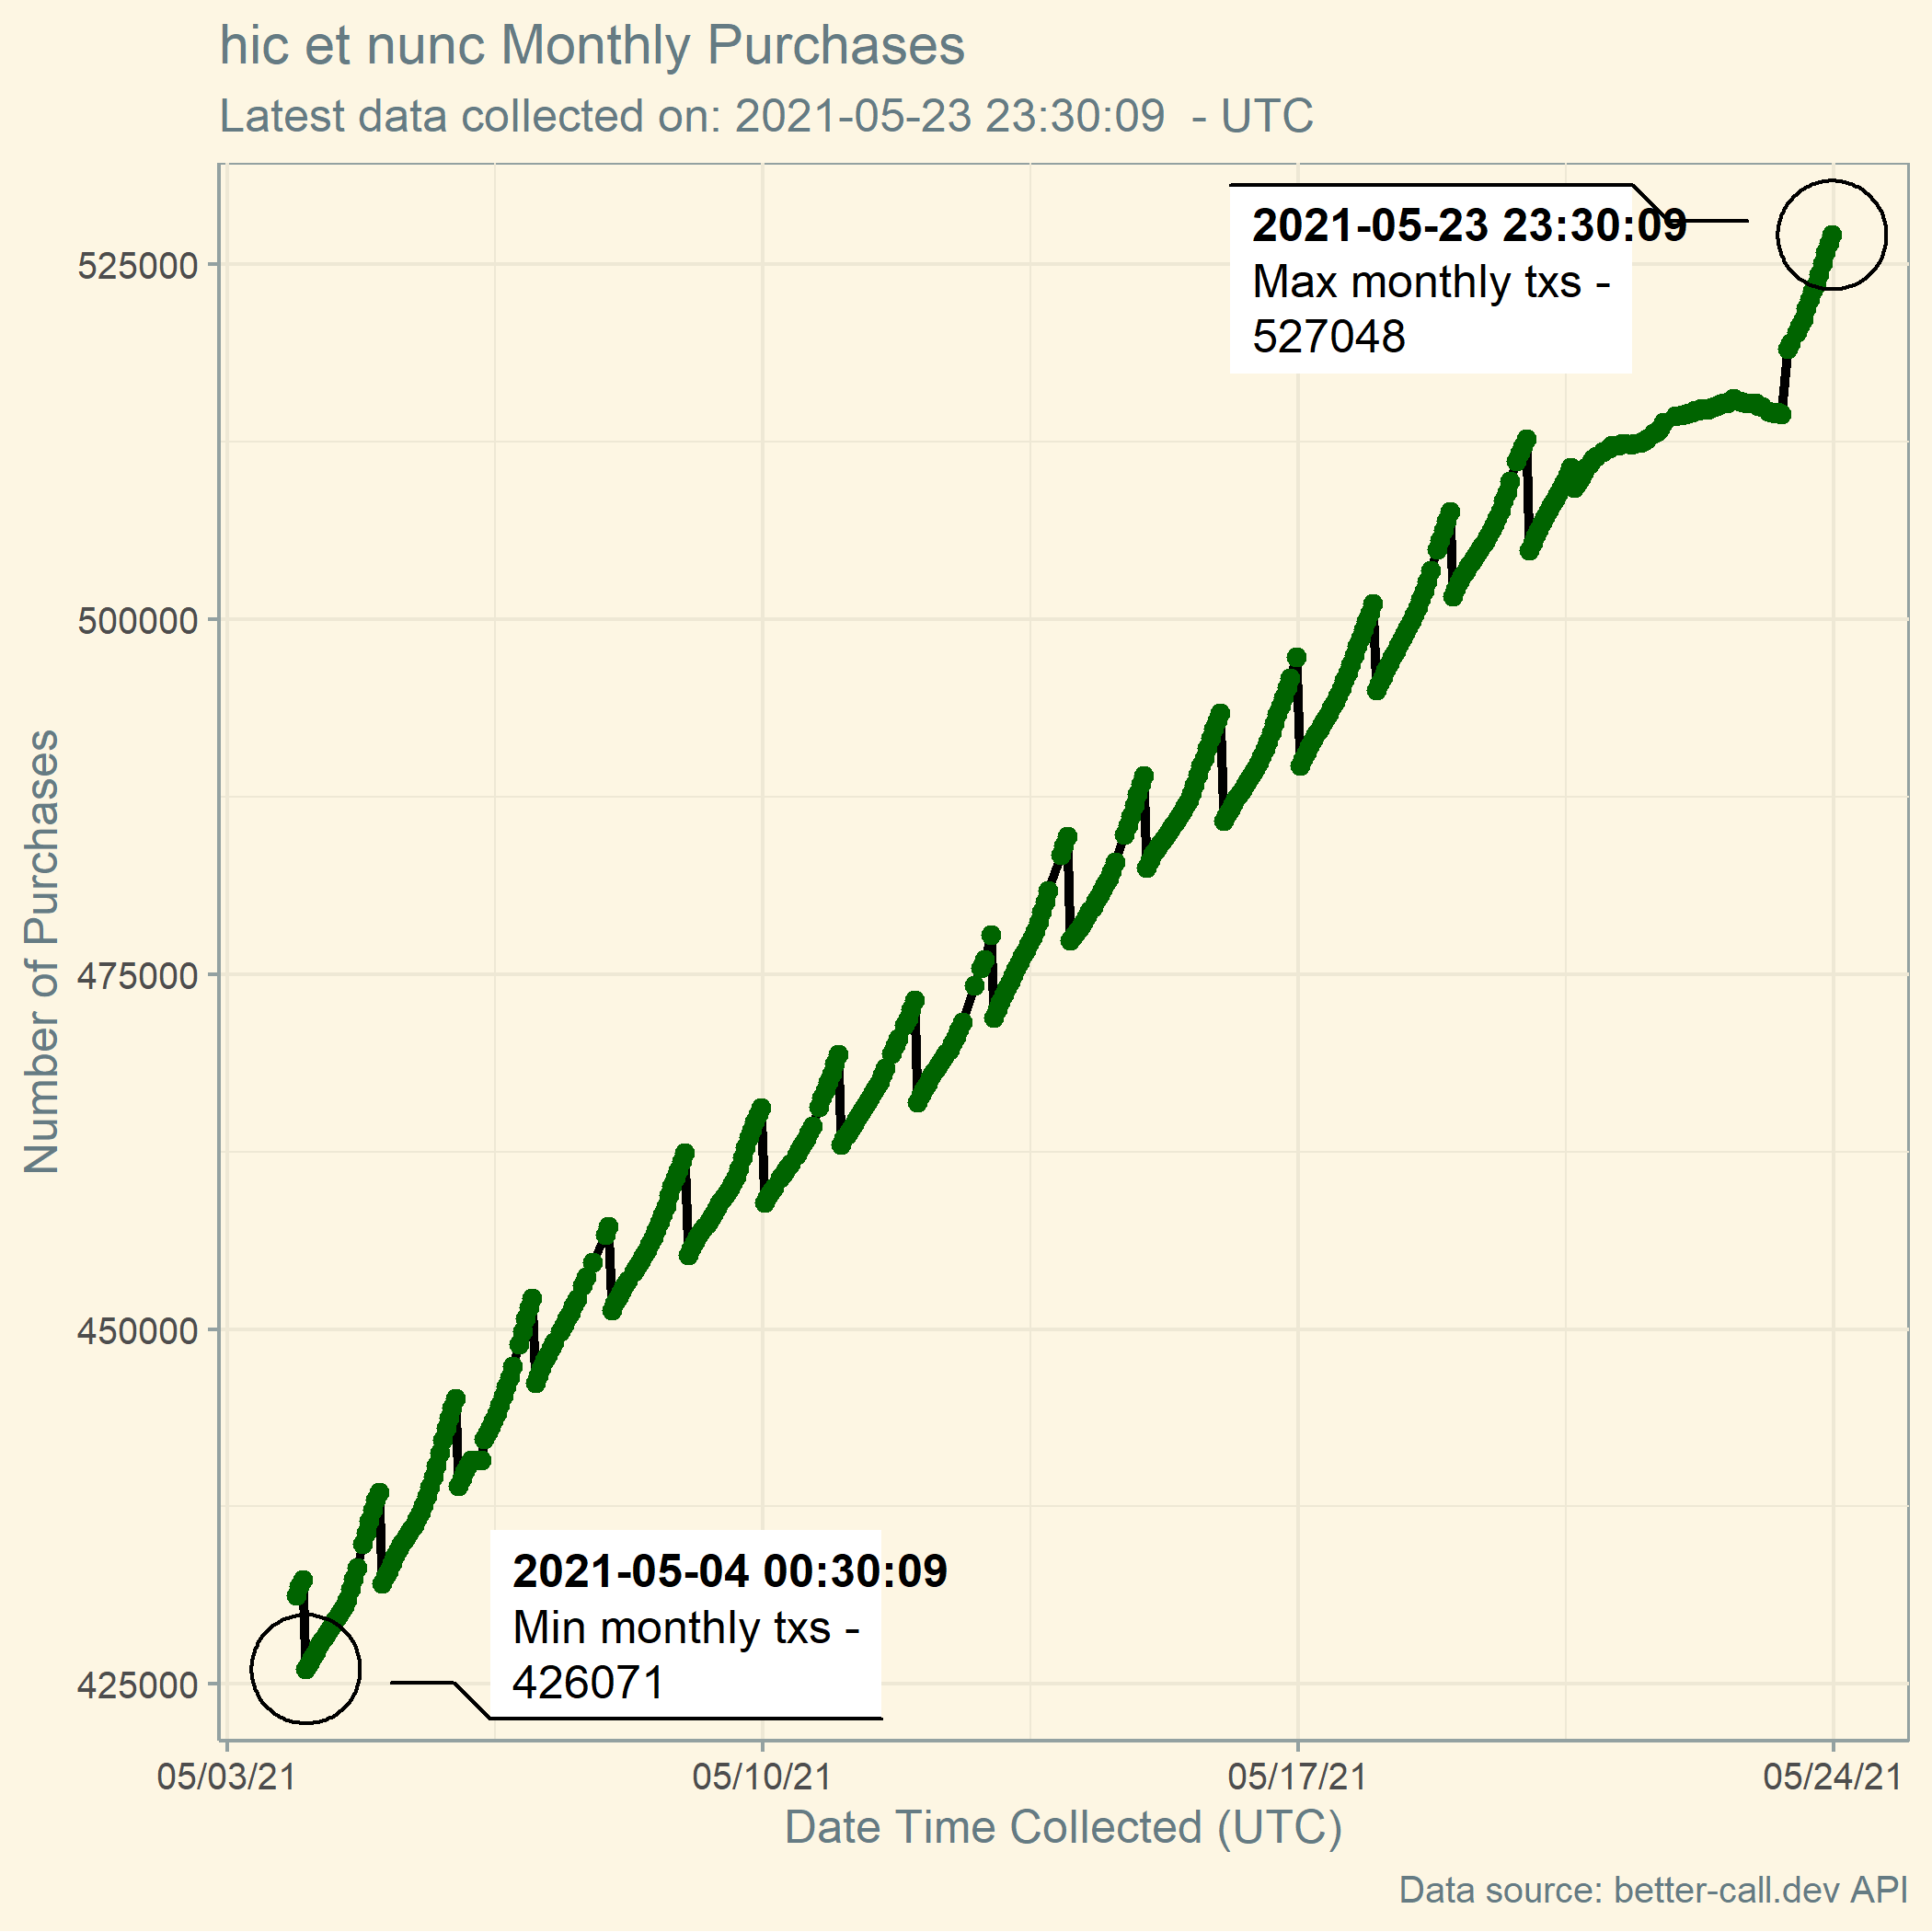 hic et nunc Monthly Purchases
Latest data collected on: 2021-05-23 23:30:09  - UTC
2021-05-23 23:30:09
Max monthly txs -
527048
525000
500000
475000
450000
425000
Number of Purchases
2021-05-04 00:30:09
Min monthly txs -
426071
05/03/21
05/10/21
05/17/21
05/24/21
Date Time Collected (UTC)
Data source: better-call.dev API